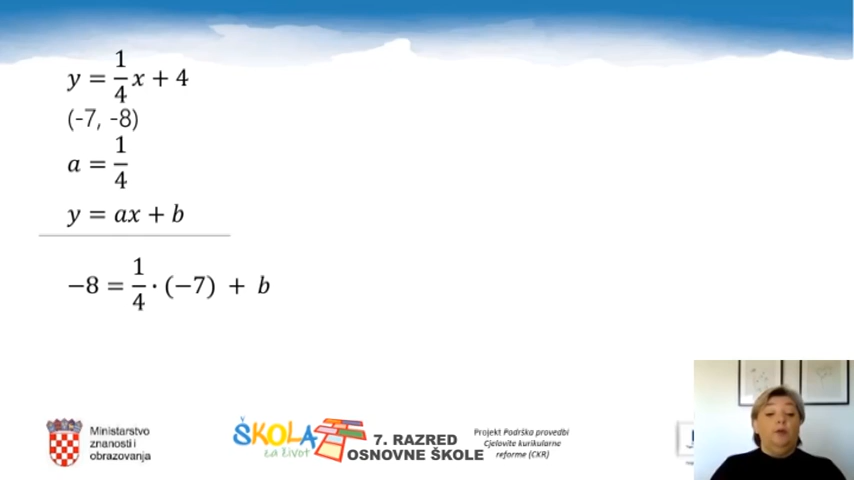 y = 1/4 x + 4
(-7, -8)
a = 1/4
y = ax + b
−8 = 1/4 · (−7) + b
Ministarstvo
znanosti i
obrazovanja
ŠKOLA
za život
7. RAZRED
OSNOVNE ŠKOLE
Projekt Podrška provedbi
Cjelovite kurikularne
reforme (CKR)